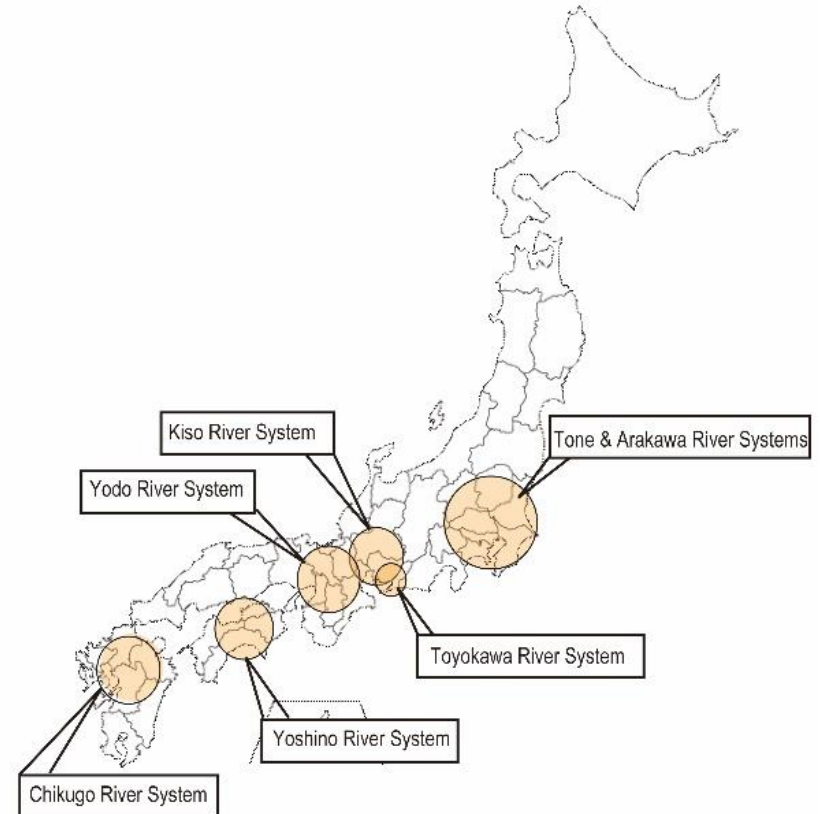 Kiso River System
Tone & Arakawa River Systems
Yodo River System
Toyokawa River System
Yoshino River System
Chikugo River System